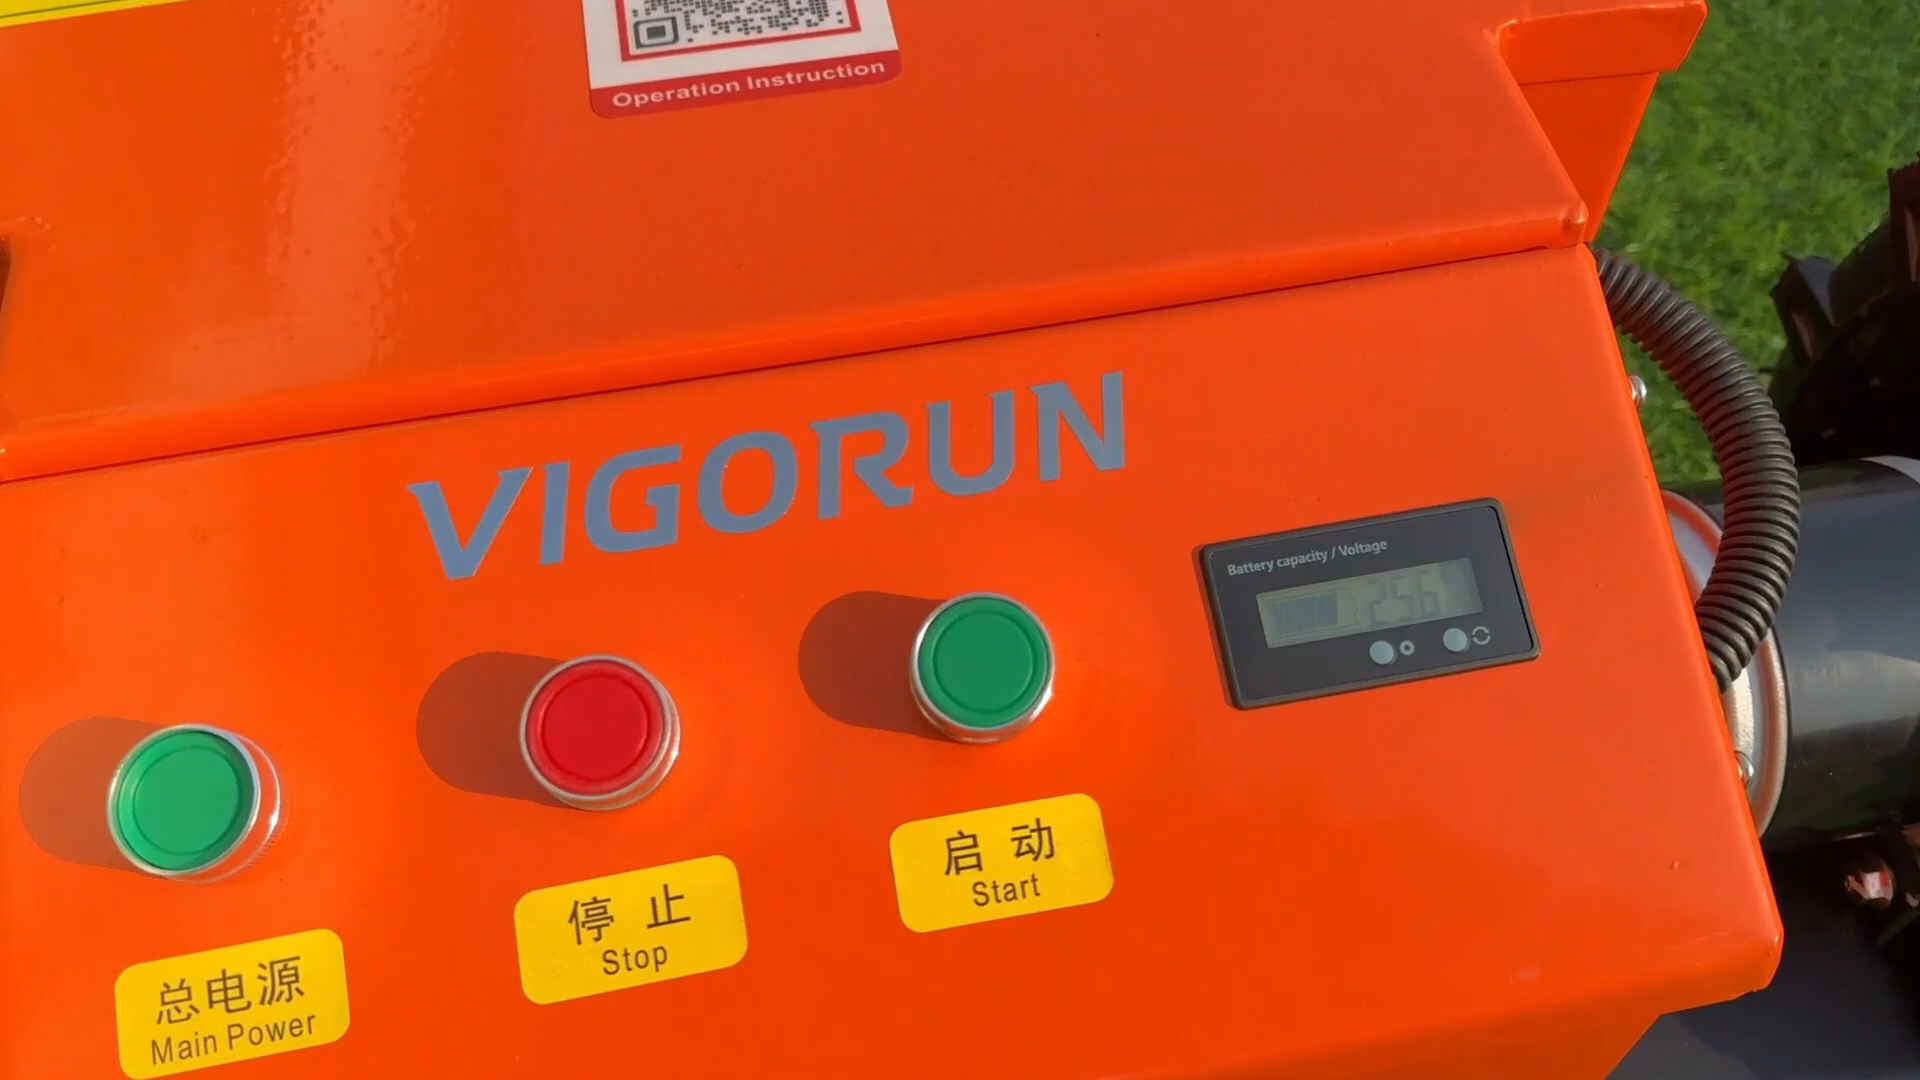 Operation Instruction
VIGORUN
Battery capacity / Voltage
启动
Start
停止
Stop
总电源
Main Power